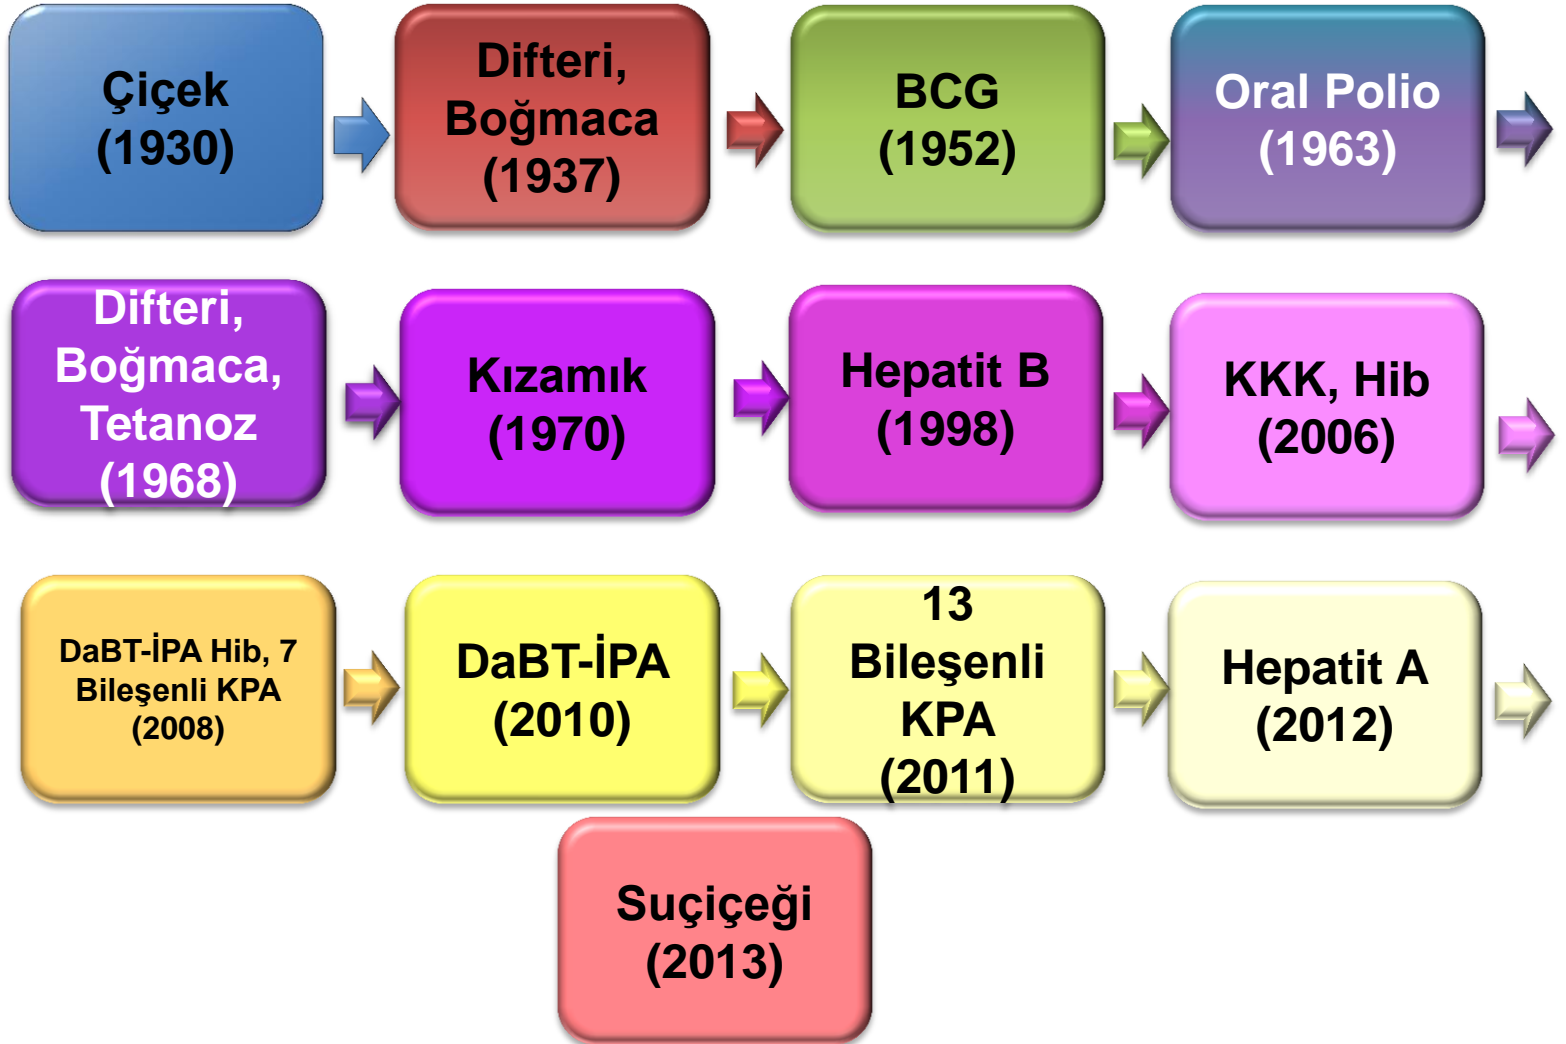 Çiçek
(1930)
Difteri,
Boğmaca
(1937)
BCG
(1952)
Oral Polio
(1963)
Difteri,
Boğmaca,
Tetanoz
(1968)
Kızamık
(1970)
Hepatit B
(1998)
KKK, Hib
(2006)
DaBT-İPA Hib, 7
Bileşenli KPA
(2008)
DaBT-İPA
(2010)
13
Bileşenli
KPA
(2011)
Hepatit A
(2012)
Suçiçeği
(2013)